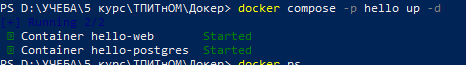 PS D:\УЧЕБА\5 курс\ТПИТнОМ\Докер> docker compose -p hello up -d
[+] Running 2/2
Container hello-web Started
Container hello-postgres Started
PS D:\УЧЕБА\5 курс\ТПИТнОМ\Докер> docker ps